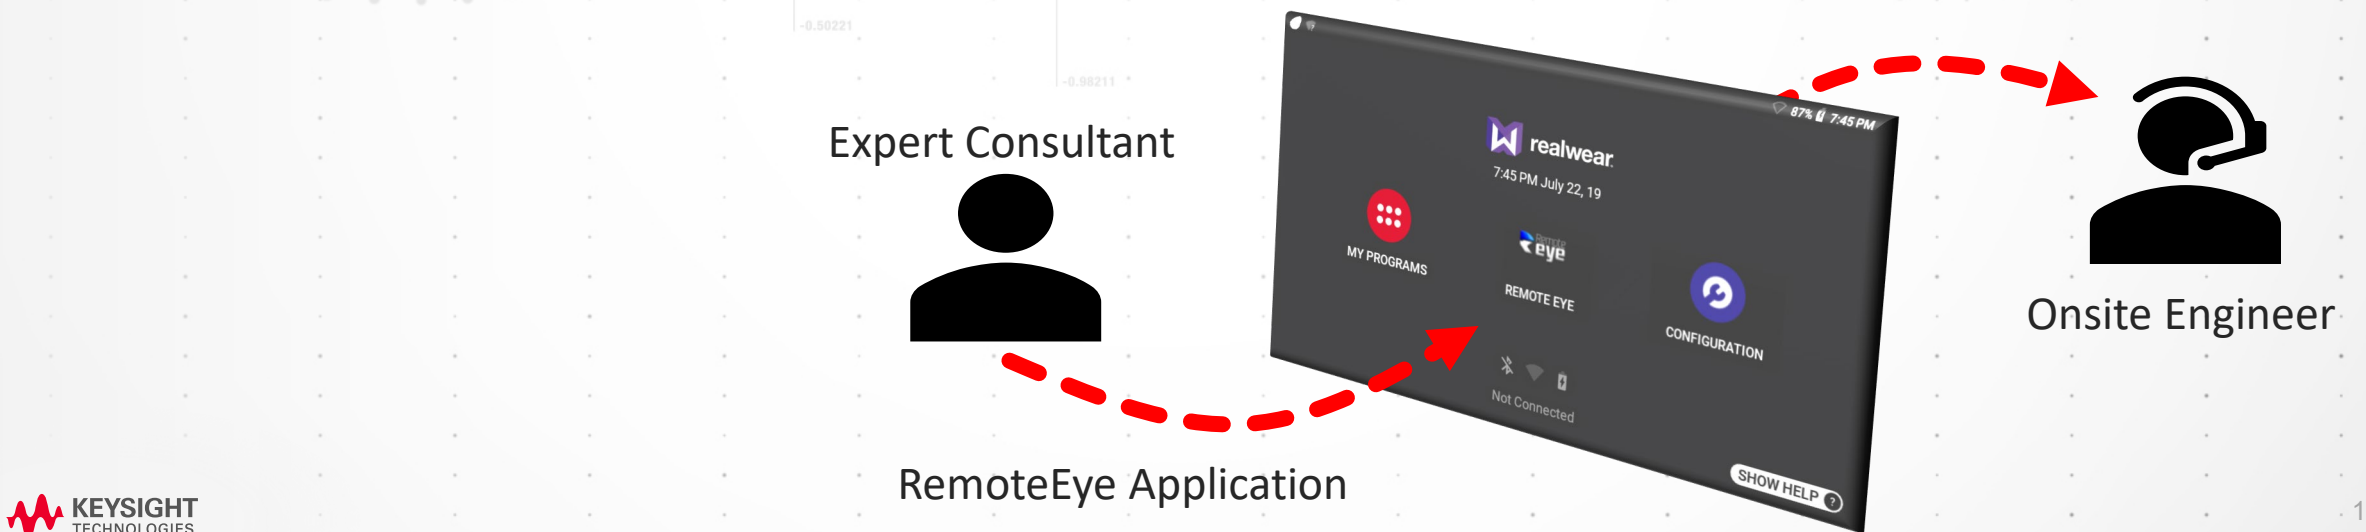 -0.50221
-0.98211
Expert Consultant
87% 7:45 PM
realwear
7:45 PM July 22, 19
Remote
eye
MY PROGRAMS
REMOTE EYE
CONFIGURATION
Not Connected
SHOW HELP ?
Onsite Engineer
RemoteEye Application
KEYSIGHT
TECHNOLOGIES
1